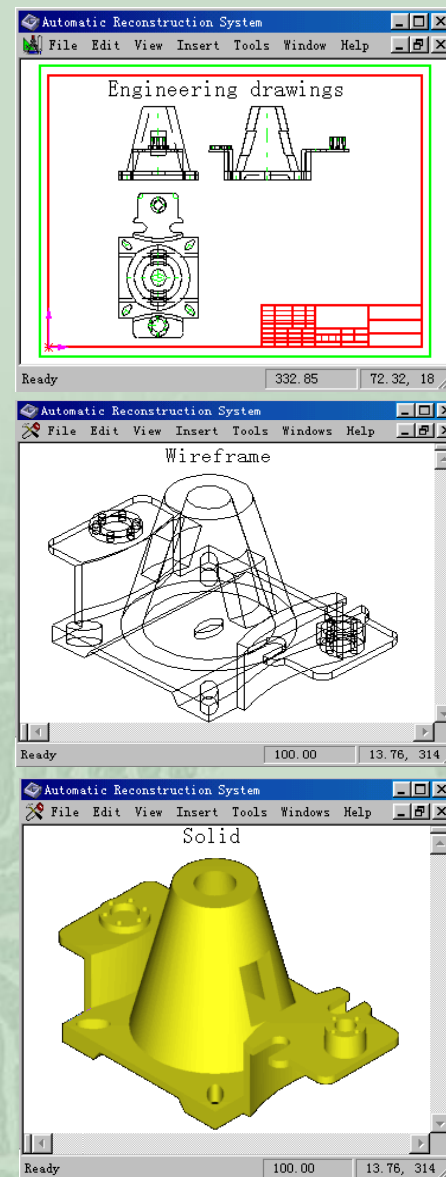 Automatic Reconstruction System
File Edit View Insert Tools Window Help
Engineering drawings
Ready 332.85 72.32, 18
Automatic Reconstruction System
File Edit View Insert Tools Windows Help
Wireframe
Ready 100.00 13.76, 314
Automatic Reconstruction System
File Edit View Insert Tools Windows Help
Solid
Ready 100.00 13.76, 314